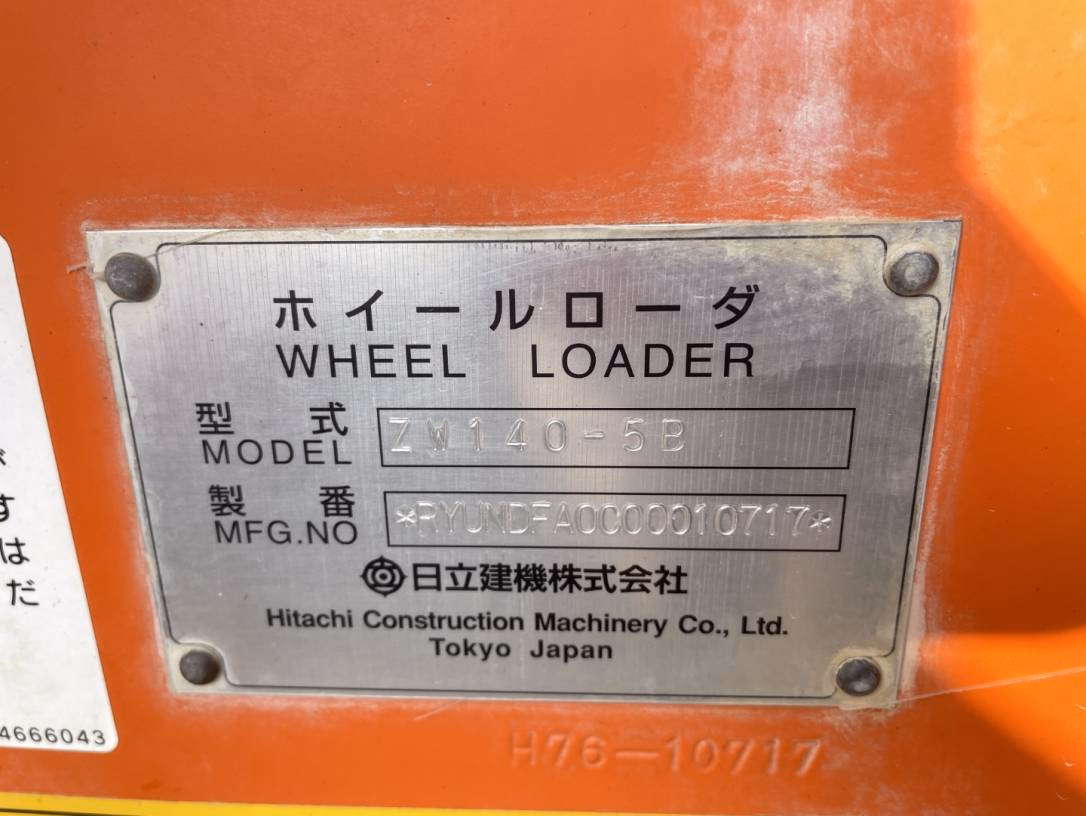 ホイールローダ
WHEEL LOADER
型式 ZW140-5B
MODEL
製番 *RYUNDFA0C00010717*
MFG.NO
日立建機株式会社
Hitachi Construction Machinery Co., Ltd.
Tokyo Japan
H76-10717
す
は
だ
4666043